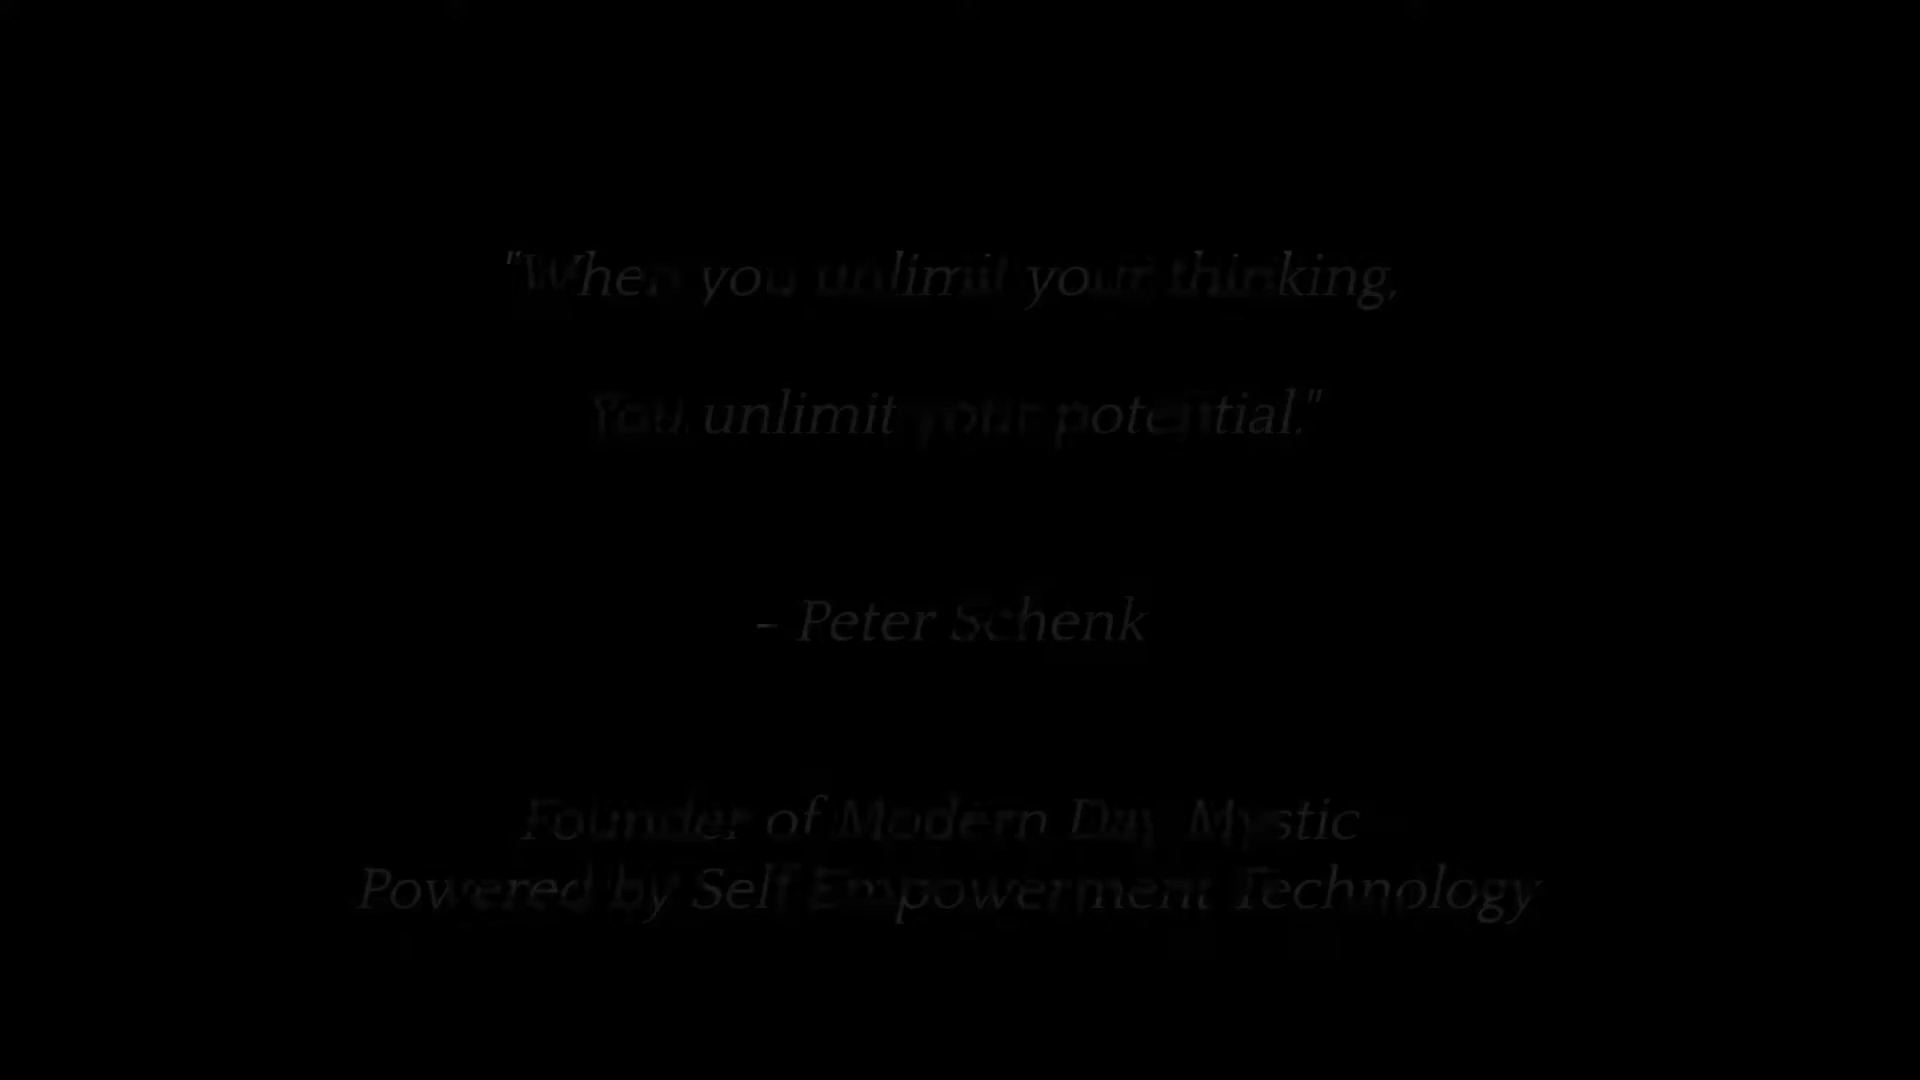 "When you unlimit your thinking,
You unlimit your potential."
- Peter Schenk
Founder of Modern Day Mystic
Powered by Self Empowerment Technology